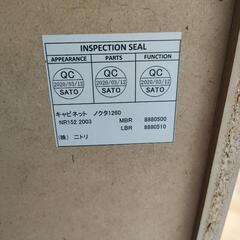 INSPECTION SEAL
APPEARANCE PARTS FUNCTION
QC QC QC
2020/03/12 2020/03/12 2020/03/12
SATO SATO SATO
キャビネット ノクタ1260
NR152 2003 MBR 8880500
LBR 8880510
(株) ニトリ